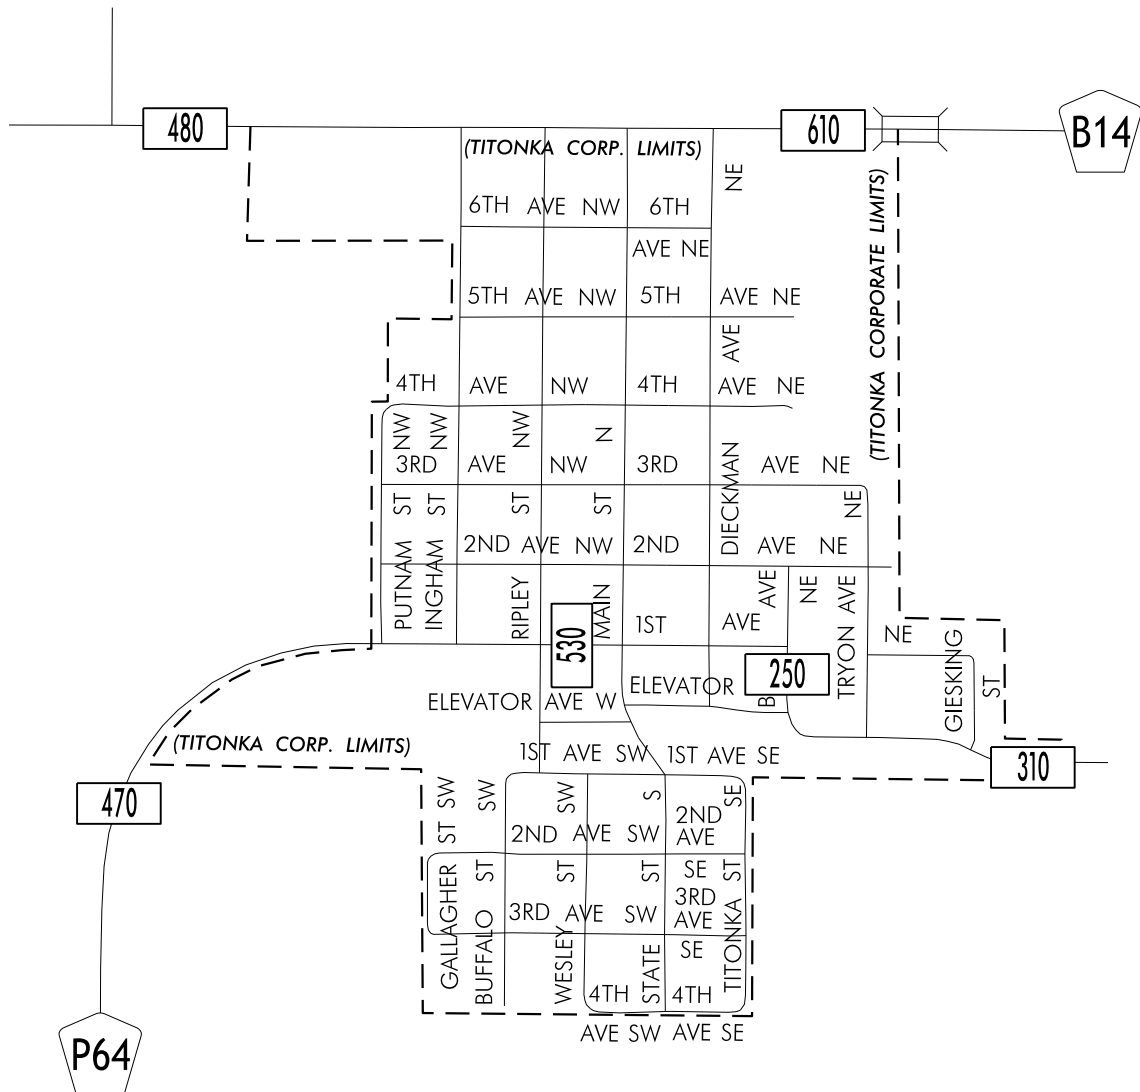 480
610
B14
(TITONKA CORP. LIMITS)
NE
(TITONKA CORPORATE LIMITS)
6TH AVE NW 6TH
AVE NE
5TH AVE NW 5TH AVE NE
AVE
4TH AVE NW 4TH AVE NE
NW NW NW N
3RD AVE NW 3RD AVE NE
DIECKMAN
ST ST ST ST NE
2ND AVE NW 2ND AVE NE
PUTNAM
INGHAM
RIPLEY
MAIN
AVE
NE
TRYON AVE
1ST AVE NE
530
250
B
GIESKING ST
ELEVATOR AVE W ELEVATOR
(TITONKA CORP. LIMITS)
1ST AVE SW 1ST AVE SE
310
470
ST SW
SW
SW
S
SE
2ND AVE SW 2ND
AVE
SE
GALLAGHER
BUFFALO ST
WESLEY ST
STATE ST
TITONKA ST
3RD AVE SW 3RD
AVE
SE
4TH 4TH
AVE SW AVE SE
P64